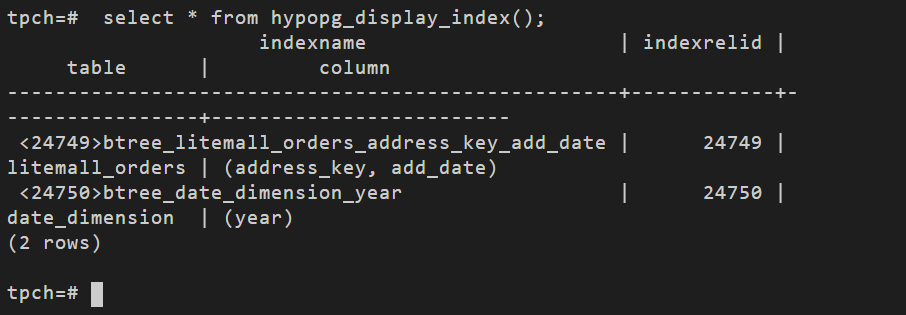 tpch=#  select * from hypopg_display_index();
                     indexname                     | indexrelid |
     table      |         column
---------------------------------------------------+------------+-
----------------+-------------------------
 <24749>btree_litemall_orders_address_key_add_date |      24749 |
litemall_orders | (address_key, add_date)
 <24750>btree_date_dimension_year                  |      24750 |
date_dimension  | (year)
(2 rows)

tpch=#